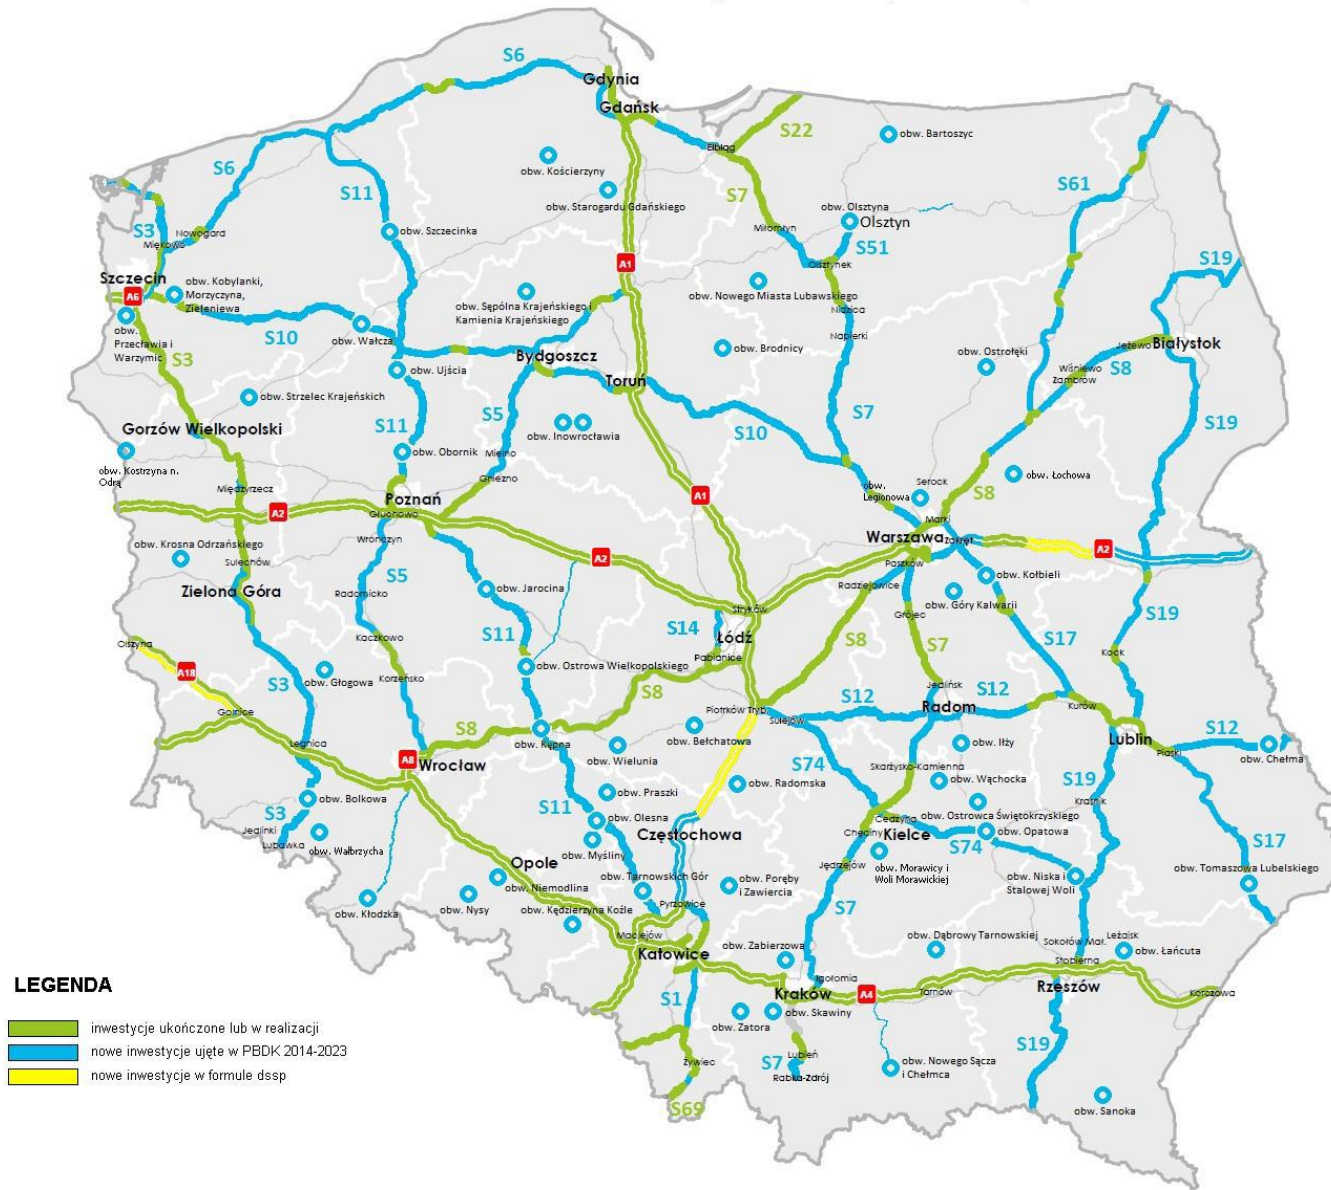 S6
Gdynia
Gdańsk
S22
obw. Bartoszyc
Elbląg
S6
obw. Kościerzyny
S11
S7
S61
obw. Starogardu Gdańskiego
obw. Olsztyna
Olsztyn
S3
Nowogard
Miękowo
obw. Szczecinka
Miłomłyn
S51
Olsztynek
S19
A1
Szczecin
A6
obw. Kobylanki,
Morzyczyna,
Zieleniewa
obw. Sępólna Krajeńskiego i
Kamienia Krajeńskiego
obw. Nowego Miasta Lubawskiego
Nidzica
Napierki
obw.
Przecławia i
Warzymic
S10
obw. Wałcza
S3
Bydgoszcz
obw. Brodnicy
Jeżewo
Białystok
obw. Ostrołęki
Wiśniewo
Zambrów
S8
obw. Ujścia
Toruń
obw. Strzelec Krajeńskich
S5
S11
obw. Inowrocławia
S10
S7
S19
Gorzów Wielkopolski
obw. Obornik
Mielno
Gniezno
obw. Kostrzyna n.
Odrą
Międzyrzecz
Poznań
Głuchowo
A2
A1
obw.
Legionowa
Serock
S8
obw. Łochowa
Marki
Warszawa
Zakręt
A2
Wronczyn
obw. Krosna Odrzańskiego
Sulechów
A2
Paszków
Radziejowice
obw. Kołbieli
Zielona Góra
S5
Radomicko
obw. Jarocina
Stryków
Grójec
obw. Góry Kalwarii
S19
Olszyna
A18
Kaczkowo
S11
S14
Łódź
Pabianice
S8
S7
S17
Kock
obw. Głogowa
S3
Korzeńsko
obw. Ostrowa Wielkopolskiego
S8
Jedlińsk
Golnice
Piotrków Tryb.
Sulejów
S12
S12
Radom
Kurów
S8
obw. Kępna
obw. Bełchatowa
Lublin
S12
Piaski
obw. Chełma
Legnica
A8
Wrocław
obw. Wielunia
S74
obw. Iłży
Skarżysko-Kamienna
obw. Wąchocka
S19
S3
obw. Bolkowa
S11
obw. Praszki
obw. Radomska
Kraśnik
obw. Ostrowca Świętokrzyskiego
Jedlinki
Lubawka
obw. Wałbrzycha
obw. Olesna
Częstochowa
Cedzyna
Chęciny
Kielce
obw. Opatowa
S74
S17
obw. Myśliny
Opole
obw. Tarnowskich Gór
Jędrzejów
obw. Morawicy i
Woli Morawickiej
obw. Tomaszowa Lubelskiego
obw. Niemodlina
obw. Poręby
i Zawiercia
obw. Niska i
Stalowej Woli
obw. Kłodzka
obw. Nysy
obw. Kędzierzyna Koźle
Pyrzowice
S7
Maciejów
Katowice
obw. Zabierzowa
obw. Dąbrowy Tarnowskiej
Sokołów Mał.
Leżajsk
obw. Łańcuta
Stobierna
LEGENDA
Igołomia
Kraków
A4
Tarnów
Rzeszów
Korczowa
S1
obw. Zatora
obw. Skawiny
inwestycje ukończone lub w realizacji
nowe inwestycje ujęte w PBDK 2014-2023
nowe inwestycje w formule dssp
Żywiec
S7
Lubień
Rabka-Zdrój
obw. Nowego Sącza
i Chełmca
S19
S69
obw. Sanoka